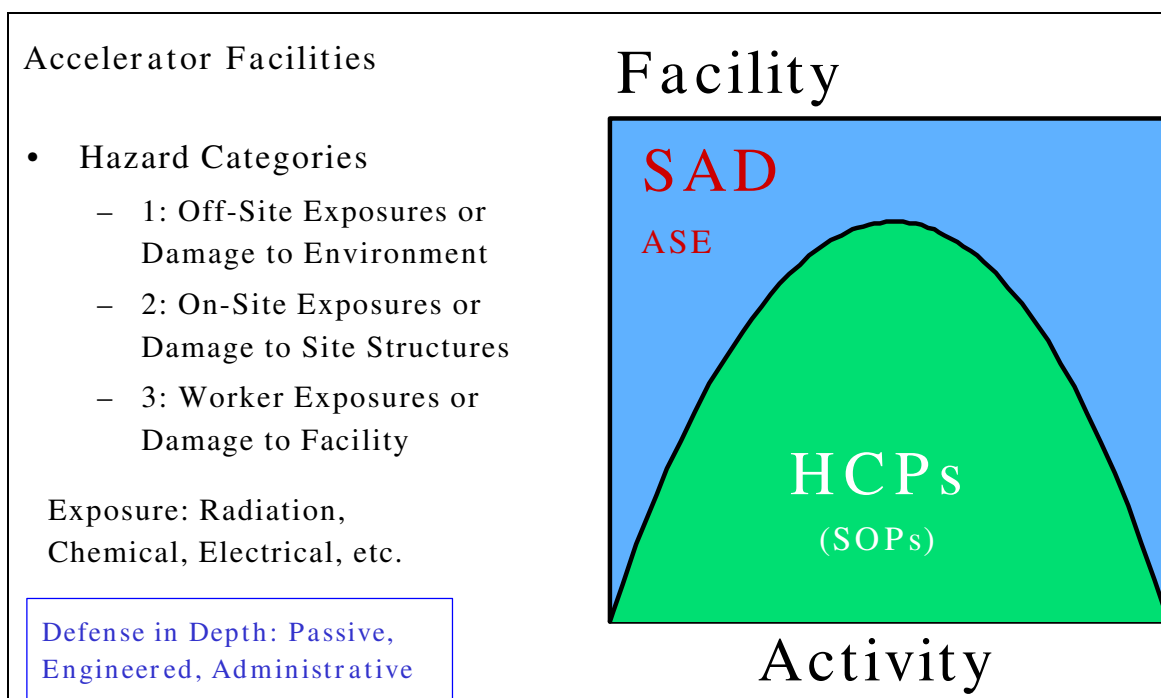 Accelerator Facilities
• Hazard Categories
– 1: Off-Site Exposures or
Damage to Environment
– 2: On-Site Exposures or
Damage to Site Structures
– 3: Worker Exposures or
Damage to Facility
Exposure: Radiation,
Chemical, Electrical, etc.
Defense in Depth: Passive,
Engineered, Administrative
Facility
SAD
ASE
HCPs
(SOPs)
Activity